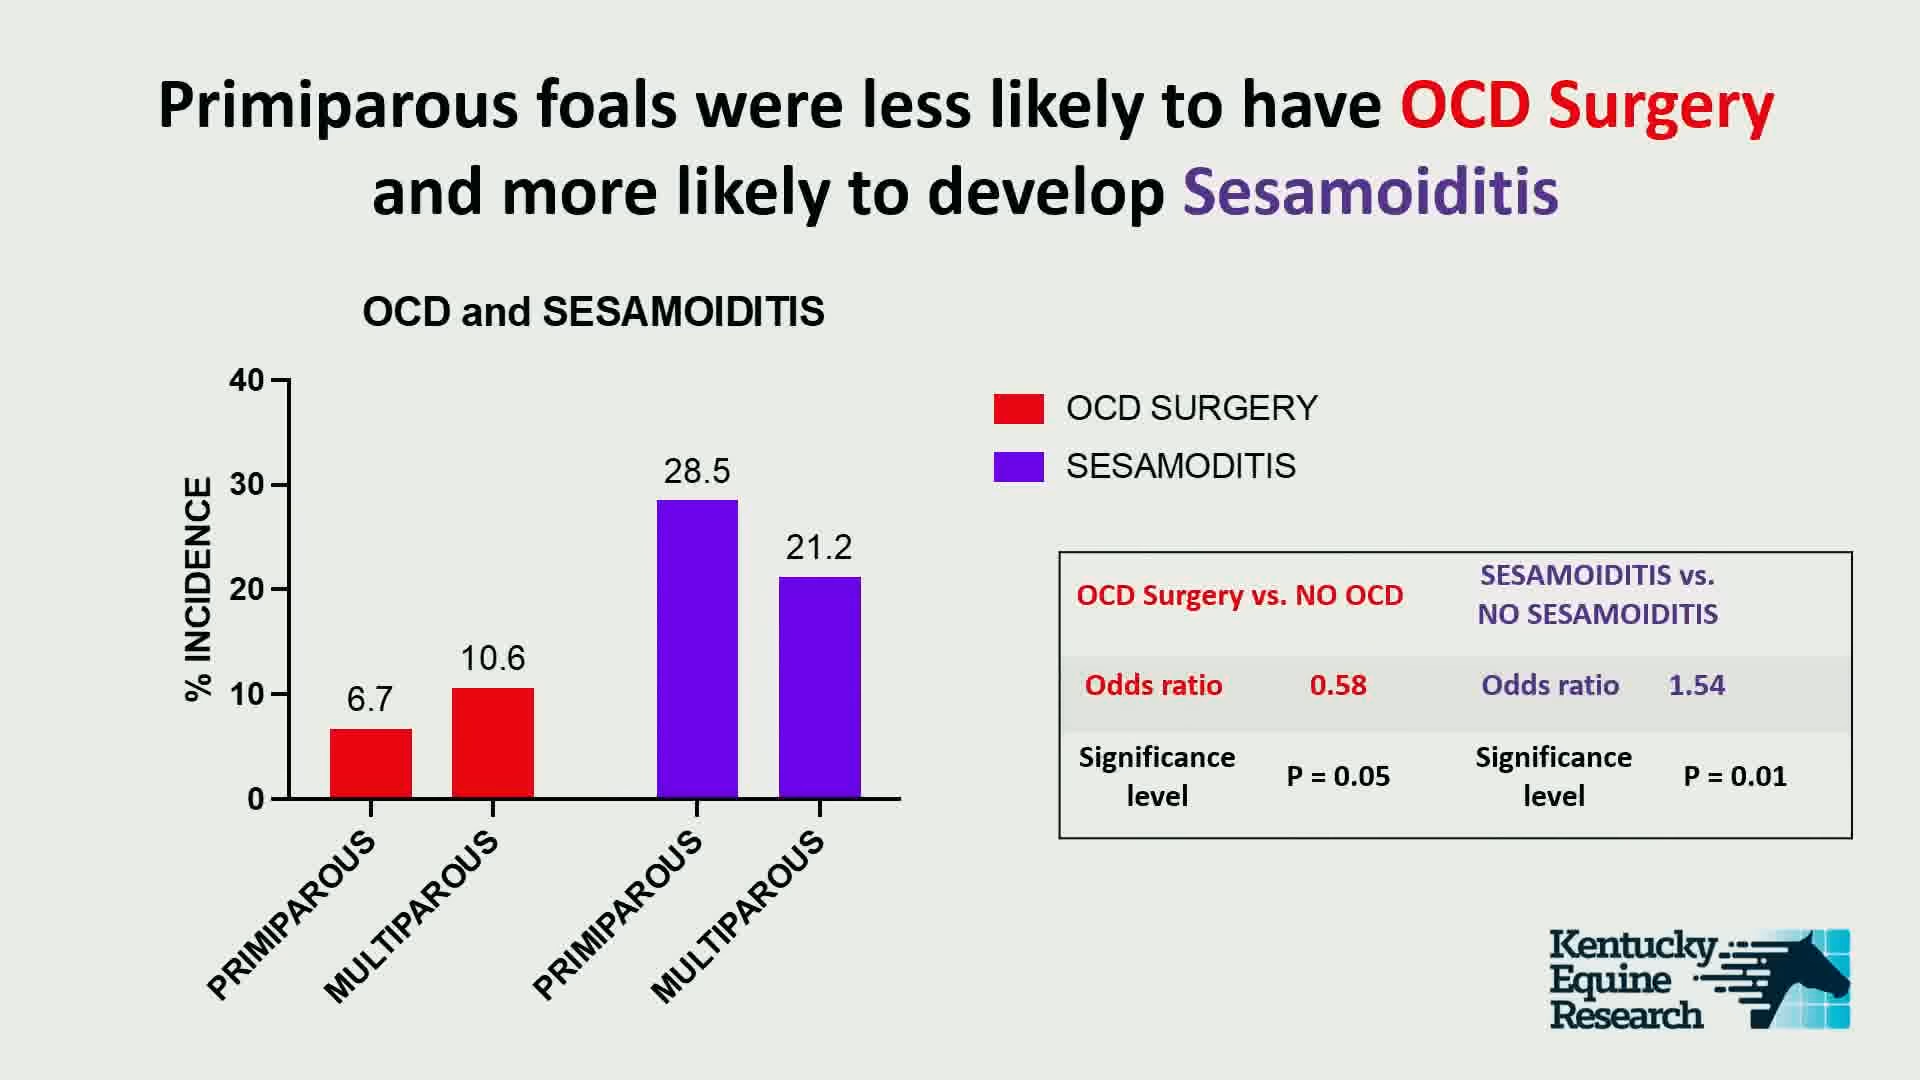 Primiparous foals were less likely to have OCD Surgery
and more likely to develop Sesamoiditis
OCD and SESAMOIDITIS
40
30
20
10
0
% INCIDENCE
6.7
10.6
28.5
21.2
PRIMIPAROUS
MULTIPAROUS
PRIMIPAROUS
MULTIPAROUS
OCD SURGERY
SESAMODITIS
OCD Surgery vs. NO OCD
SESAMOIDITIS vs.
NO SESAMOIDITIS
Odds ratio 0.58 Odds ratio 1.54
Significance
level
P = 0.05
Significance
level
P = 0.01
Kentucky
Equine
Research